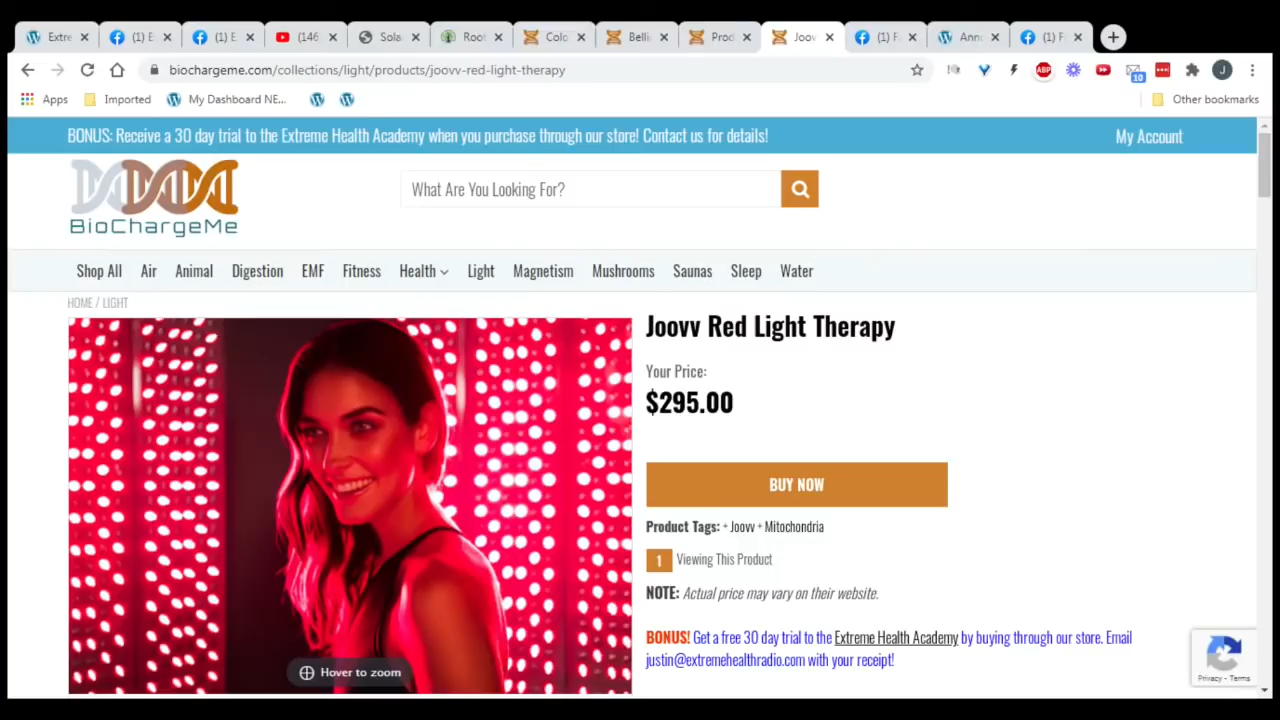 Extre
(1) E
(1) E
(146
Sola
Root
Colo
Belli
Prod
Joov
(1) F
Anno
(1) F
biochargeme.com/collections/light/products/joovv-red-light-therapy
ABP
10
J
Apps
Imported
My Dashboard NE...
Other bookmarks
BONUS: Receive a 30 day trial to the Extreme Health Academy when you purchase through our store! Contact us for details!
My Account
BioChargeMe
What Are You Looking For?
Shop All Air Animal Digestion EMF Fitness Health Light Magnetism Mushrooms Saunas Sleep Water
HOME / LIGHT
Joovv Red Light Therapy
Your Price:
$295.00
BUY NOW
Product Tags: + Joovv + Mitochondria
1 Viewing This Product
NOTE: Actual price may vary on their website.
BONUS! Get a free 30 day trial to the Extreme Health Academy by buying through our store. Email
justin@extremehealthradio.com with your receipt!
Hover to zoom
Privacy - Terms